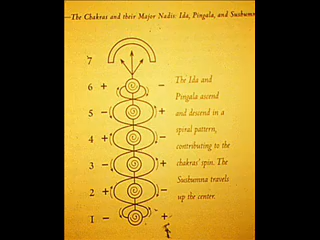 —The Chakras and their Major Nadis: Ida, Pingala, and Sushumn
7
6 + −
5 − +
4 + −
3 − +
2 + −
1 − +
The Ida and
Pingala ascend
and descend in a
spiral pattern,
contributing to the
chakras' spin. The
Sushumna travels
up the center.